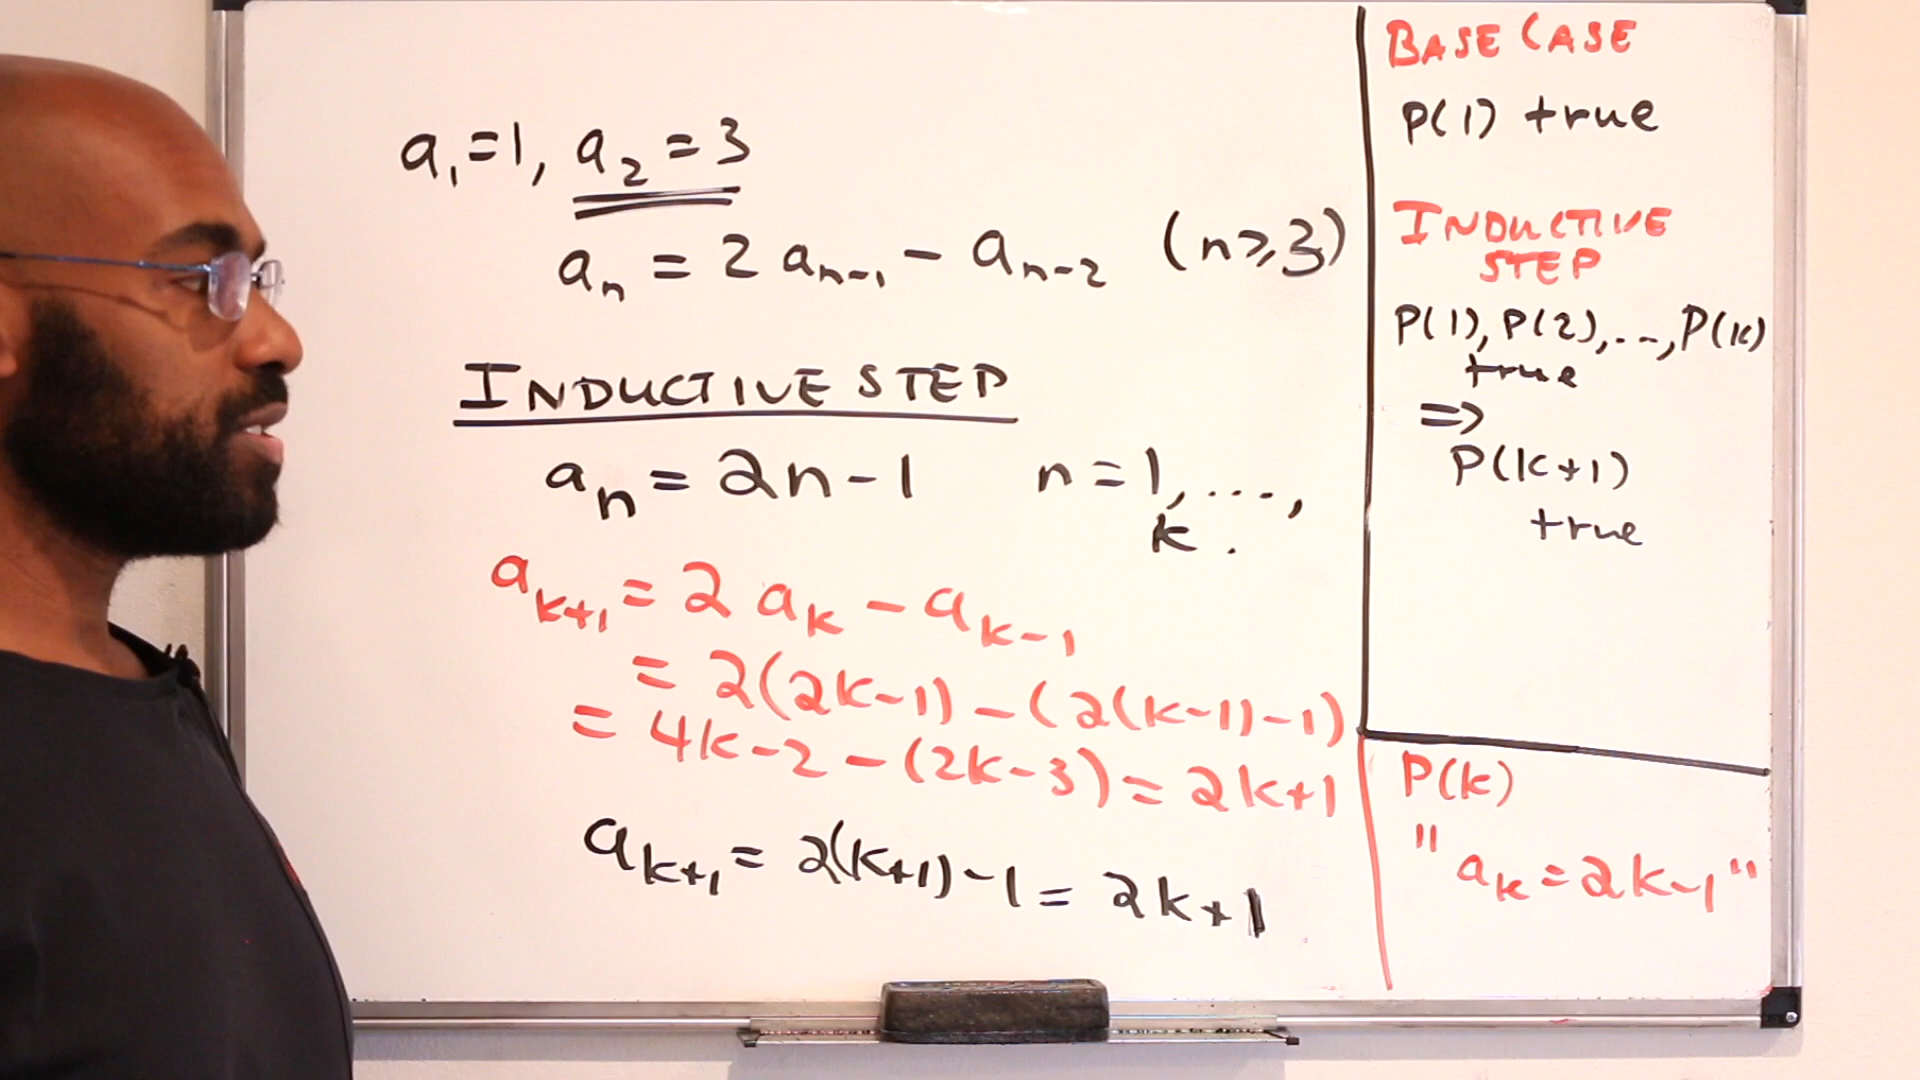 a₁=1, a₂=3
aₙ = 2aₙ₋₁ - aₙ₋₂ (n⩾3)
INDUCTIVE STEP
aₙ = 2n-1 n=1,....,
k.
aₖ₊₁ = 2aₖ - aₖ₋₁
= 2(2k-1) - (2(k-1)-1)
= 4k-2 - (2k-3) = 2k+1
aₖ₊₁ = 2(k+1)-1 = 2k+1
BASE CASE
P(1) true
INDUCTIVE
STEP
P(1), P(2),...,P(k)
true
=>
P(k+1)
true
P(k)
"aₖ=2k-1"